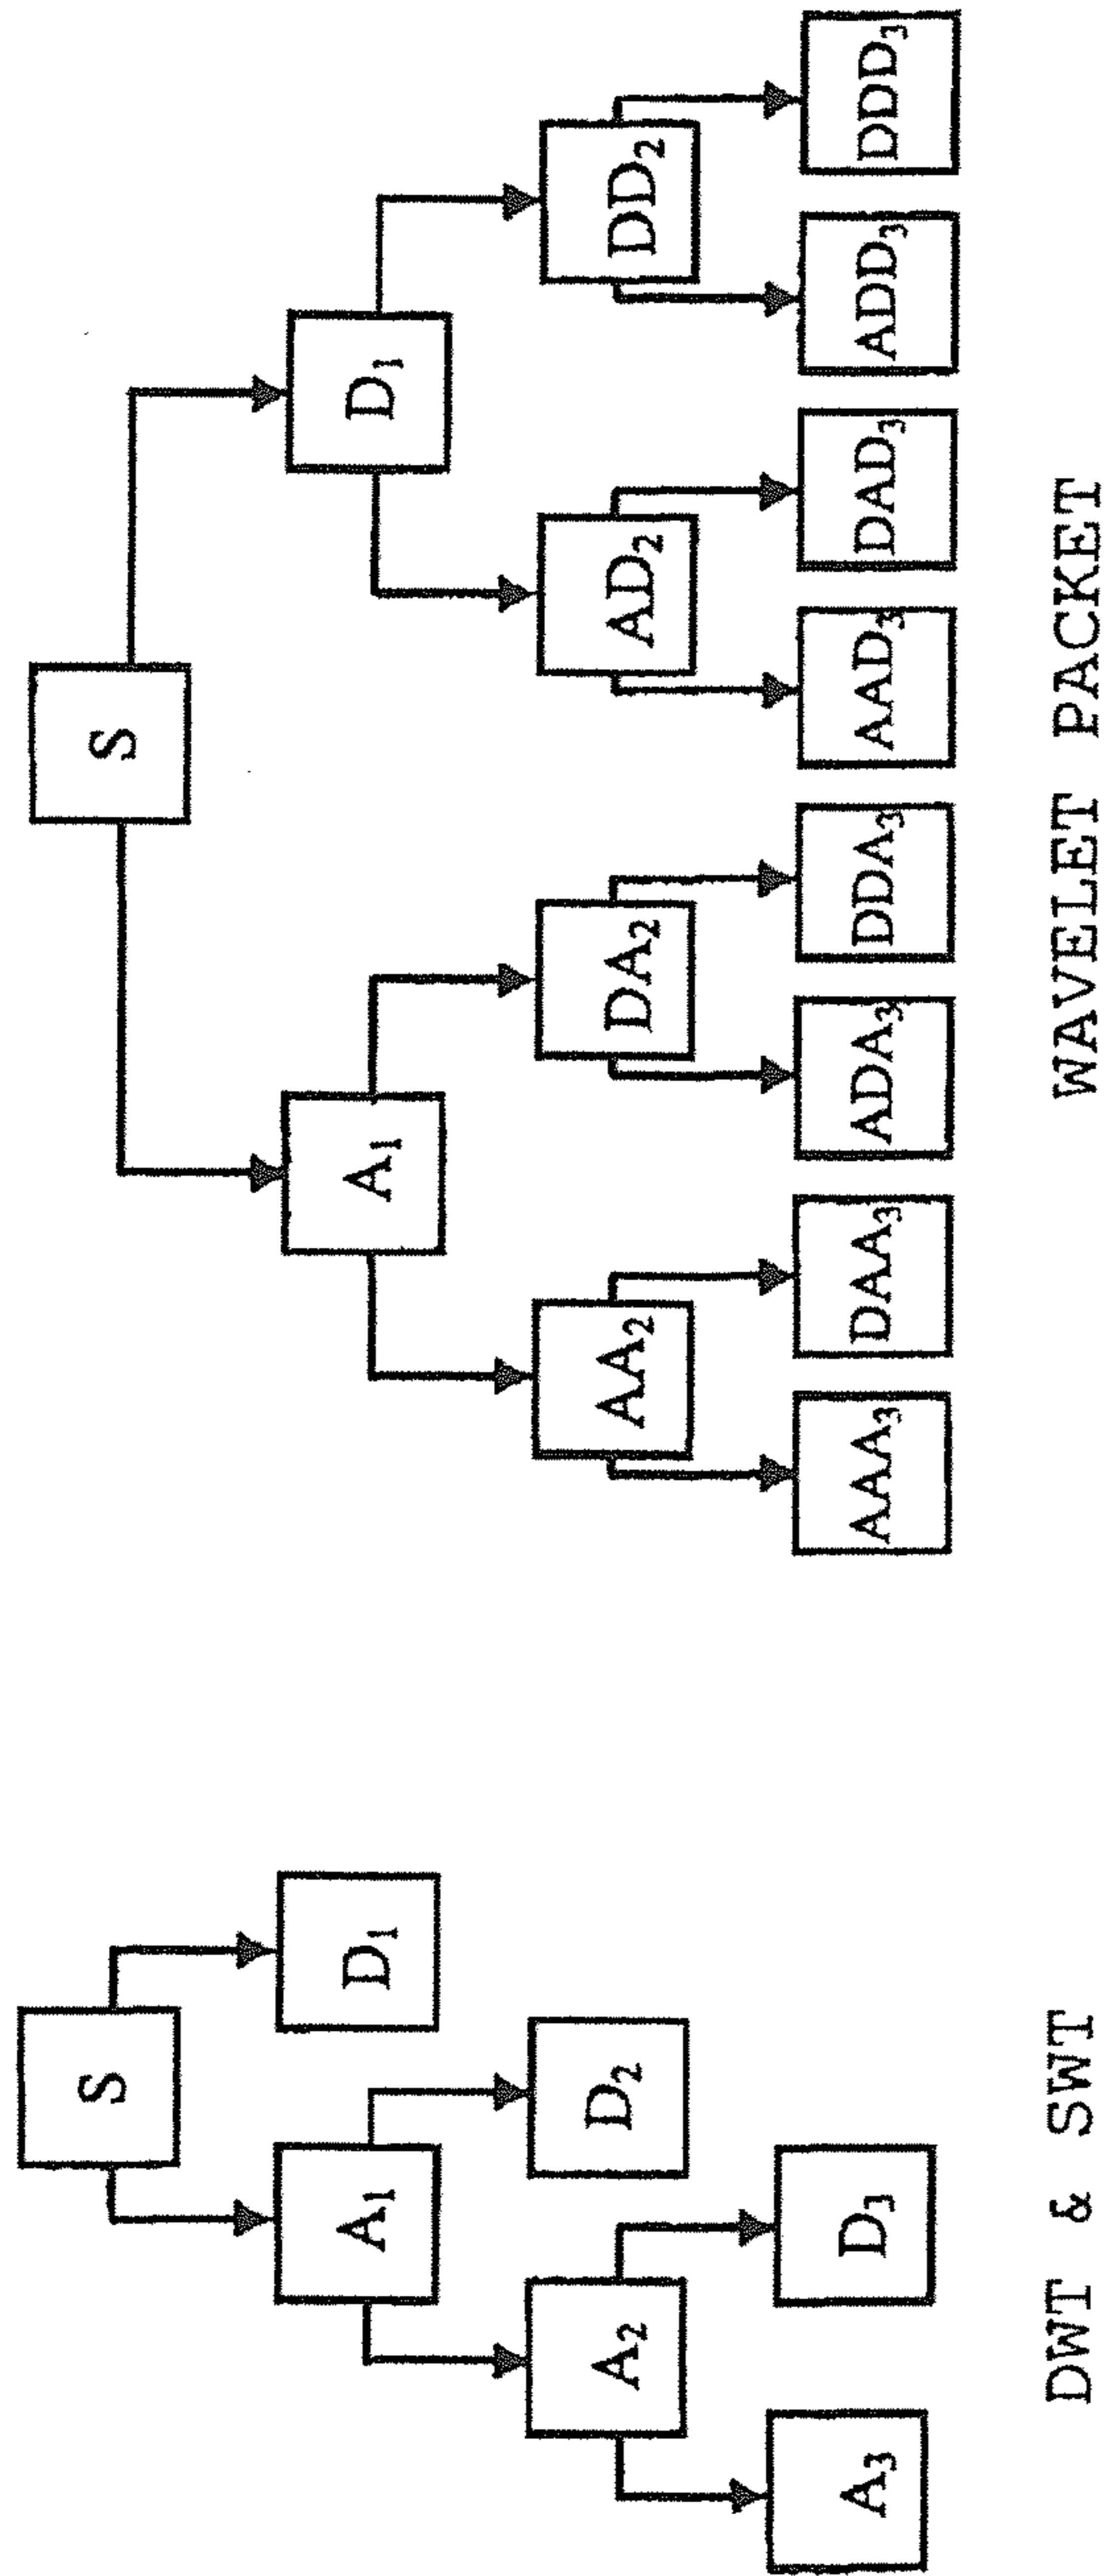 S
A₁
D₁
A₂
D₂
A₃
D₃
DWT & SWT
S
A₁
D₁
AA₂
DA₂
AD₂
DD₂
AAA₃
DAA₃
ADA₃
DDA₃
AAD₃
DAD₃
ADD₃
DDD₃
WAVELET PACKET